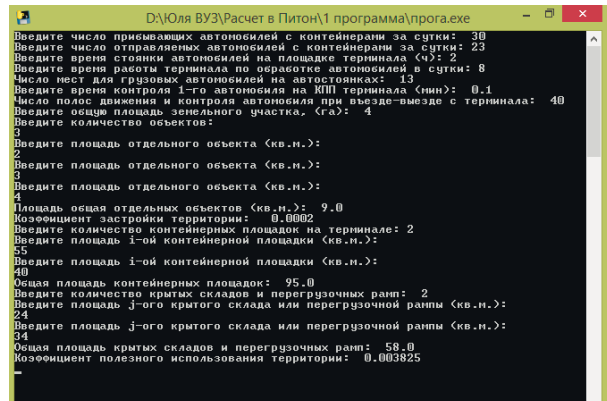 D:\Юля ВУЗ\Расчет в Питон\1 программа\прога.exe
Введите число прибывающих автомобилей с контейнерами за сутки: 30
Введите число отправляемых автомобилей с контейнерами за сутки: 23
Введите время стоянки автомобилей на площадке терминала (ч): 2
Введите время работы терминала по обработке автомобилей в сутки: 8
Число мест для грузовых автомобилей на автостоянках: 13
Введите время контроля 1-го автомобиля на КПП терминала (мин): 0.1
Число полос движения и контроля автомобиля при въезде-выезде с терминала: 40
Введите общую площадь земельного участка, (га): 4
Введите количество объектов:
3
Введите площадь отдельного объекта (кв.м.):
2
Введите площадь отдельного объекта (кв.м.):
3
Введите площадь отдельного объекта (кв.м.):
4
Площадь общая отдельных объектов (кв.м.): 9.0
Коэффициент застройки территории: 0.0002
Введите количество контейнерных площадок на терминале: 2
Введите площадь i-ой контейнерной площадки (кв.м.):
55
Введите площадь i-ой контейнерной площадки (кв.м.):
40
Общая площадь контейнерных площадок: 95.0
Введите количество крытых складов и перегрузочных рамп: 2
Введите площадь j-ого крытого склада или перегрузочной рампы (кв.м.):
24
Введите площадь j-ого крытого склада или перегрузочной рампы (кв.м.):
34
Общая площадь крытых складов и перегрузочных рамп: 58.0
Коэффициент полезного использования территории: 0.003825